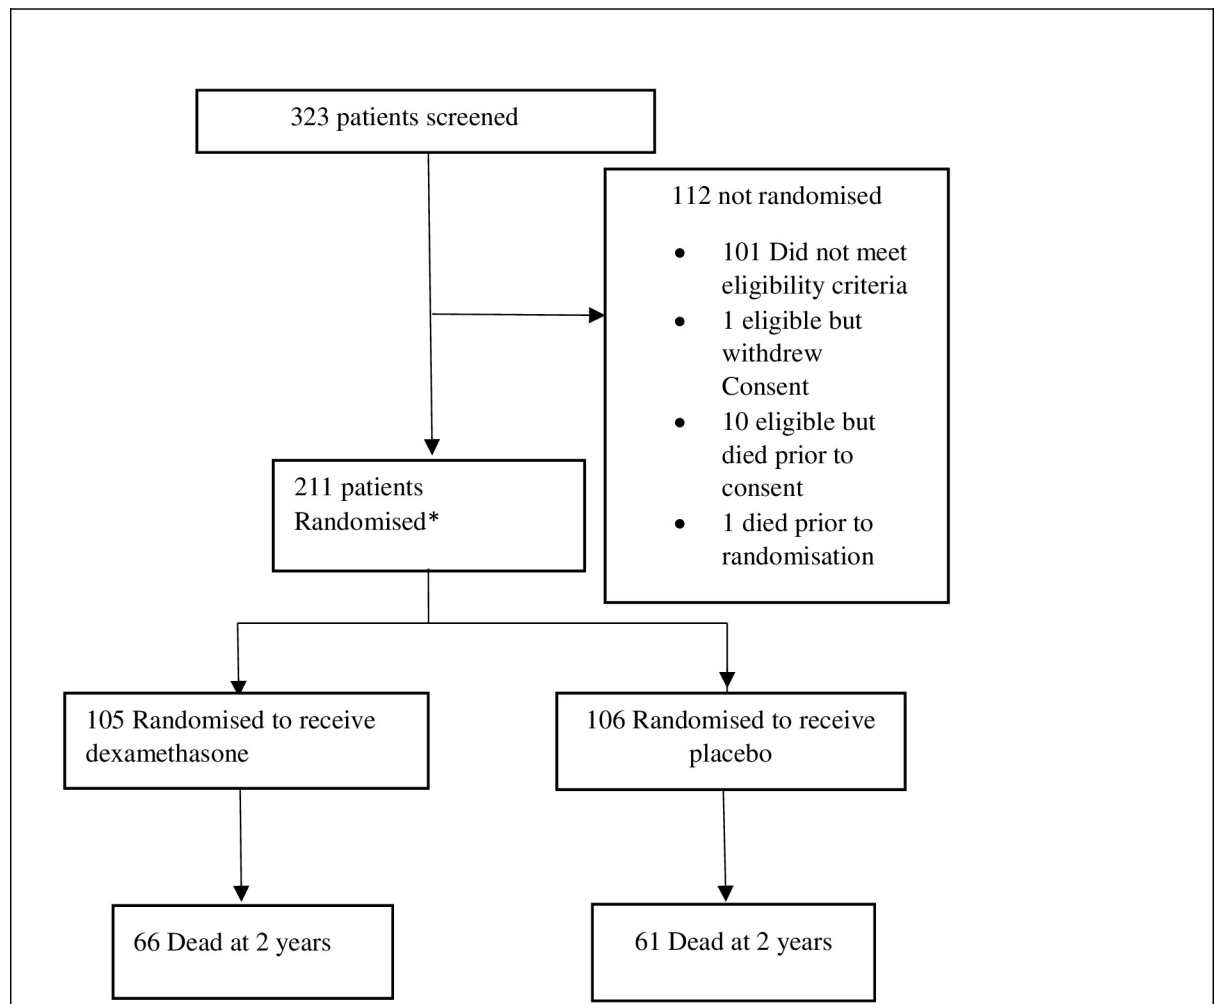 323 patients screened
112 not randomised
• 101 Did not meet
eligibility criteria
• 1 eligible but
withdrew
Consent
• 10 eligible but
died prior to
consent
• 1 died prior to
randomisation
211 patients
Randomised*
105 Randomised to receive
dexamethasone
106 Randomised to receive
placebo
66 Dead at 2 years
61 Dead at 2 years